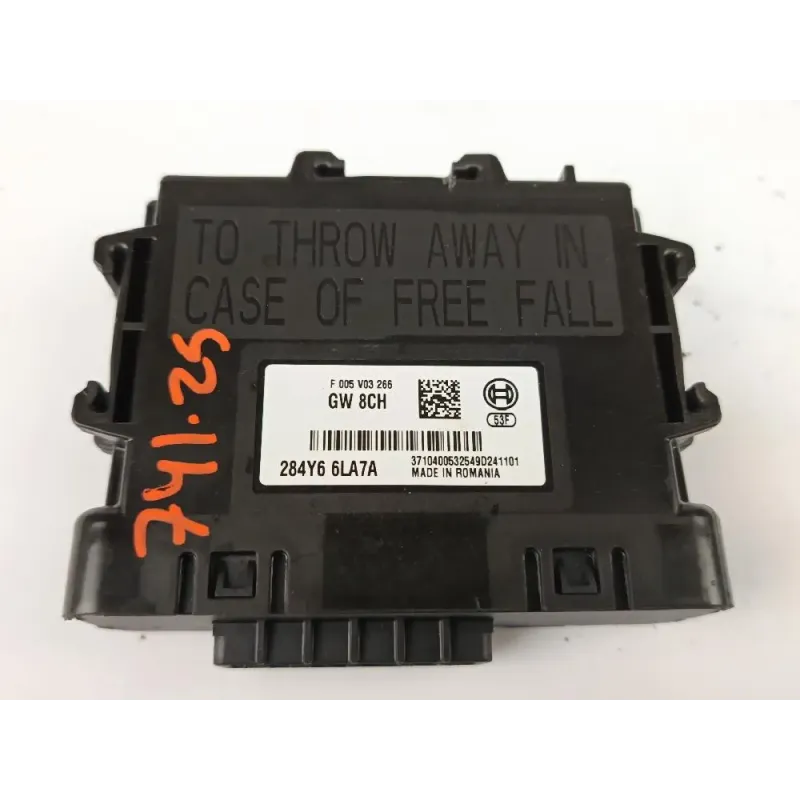 TO THROW AWAY IN
CASE OF FREE FALL
741.25
F 005 V03 266
GW 8CH
53F
284Y6 6LA7A
3710400532549D241101
MADE IN ROMANIA